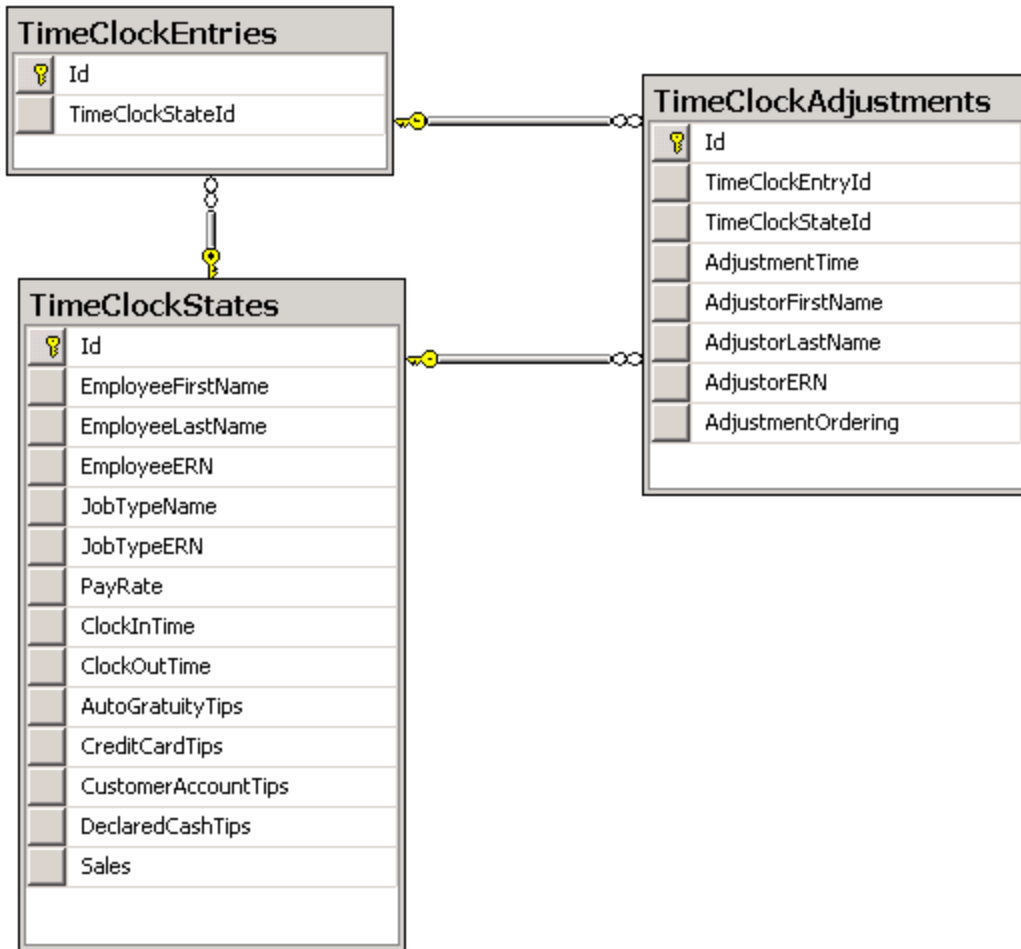 TimeClockEntries
Id
TimeClockStateId
TimeClockAdjustments
Id
TimeClockEntryId
TimeClockStateId
AdjustmentTime
AdjustorFirstName
AdjustorLastName
AdjustorERN
AdjustmentOrdering
TimeClockStates
Id
EmployeeFirstName
EmployeeLastName
EmployeeERN
JobTypeName
JobTypeERN
PayRate
ClockInTime
ClockOutTime
AutoGratuityTips
CreditCardTips
CustomerAccountTips
DeclaredCashTips
Sales